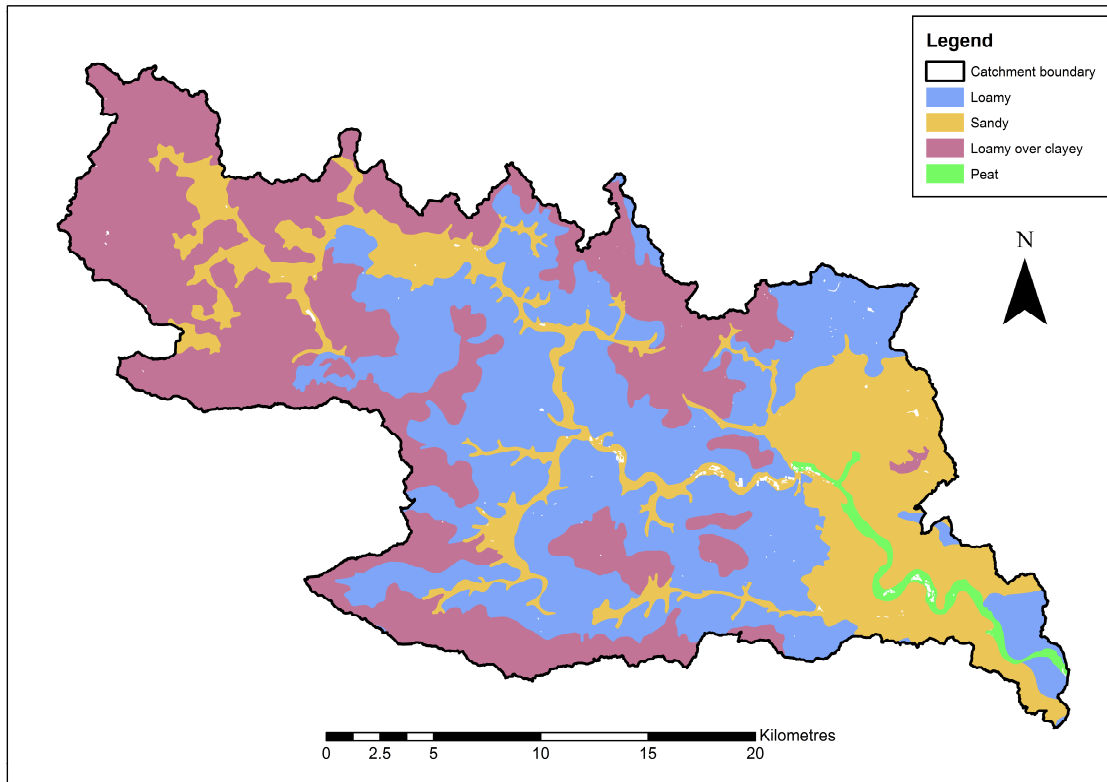 Legend
Catchment boundary
Loamy
Sandy
Loamy over clayey
Peat
N
Kilometres
0 2.5 5 10 15 20